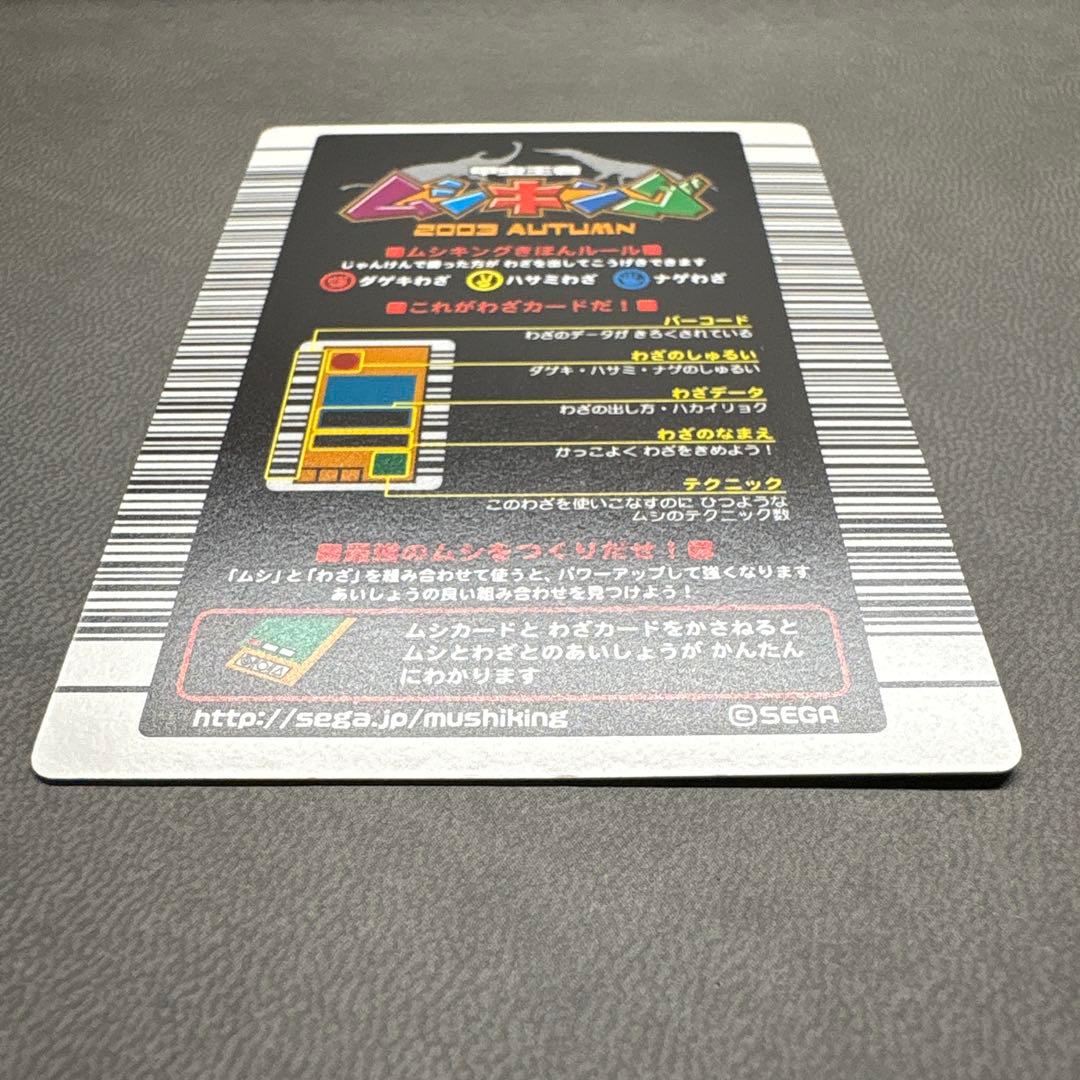 甲虫王者
ムシキング
2003 AUTUMN
ムシキングきほんルール
じゃんけんで勝った方が わざを出してこうげきできます
ダゲキわざ ハサミわざ ナゲわざ
これがわざカードだ！
バーコード
わざのデータが きろくされている
わざのしゅるい
ダゲキ・ハサミ・ナゲのしゅるい
わざデータ
わざの出し方・ハカイリョク
わざのなまえ
かっこよく わざをきめよう！
テクニック
このわざを使いこなすのに ひつような
ムシのテクニック数
最強のムシをつくりだせ！
「ムシ」と「わざ」を組み合わせて使うと、パワーアップして強くなります
あいしょうの良い組み合わせを見つけよう！
ムシカードと わざカードをかさねると
ムシとわざとのあいしょうが かんたん
にわかります
http://sega.jp/mushiking
©SEGA